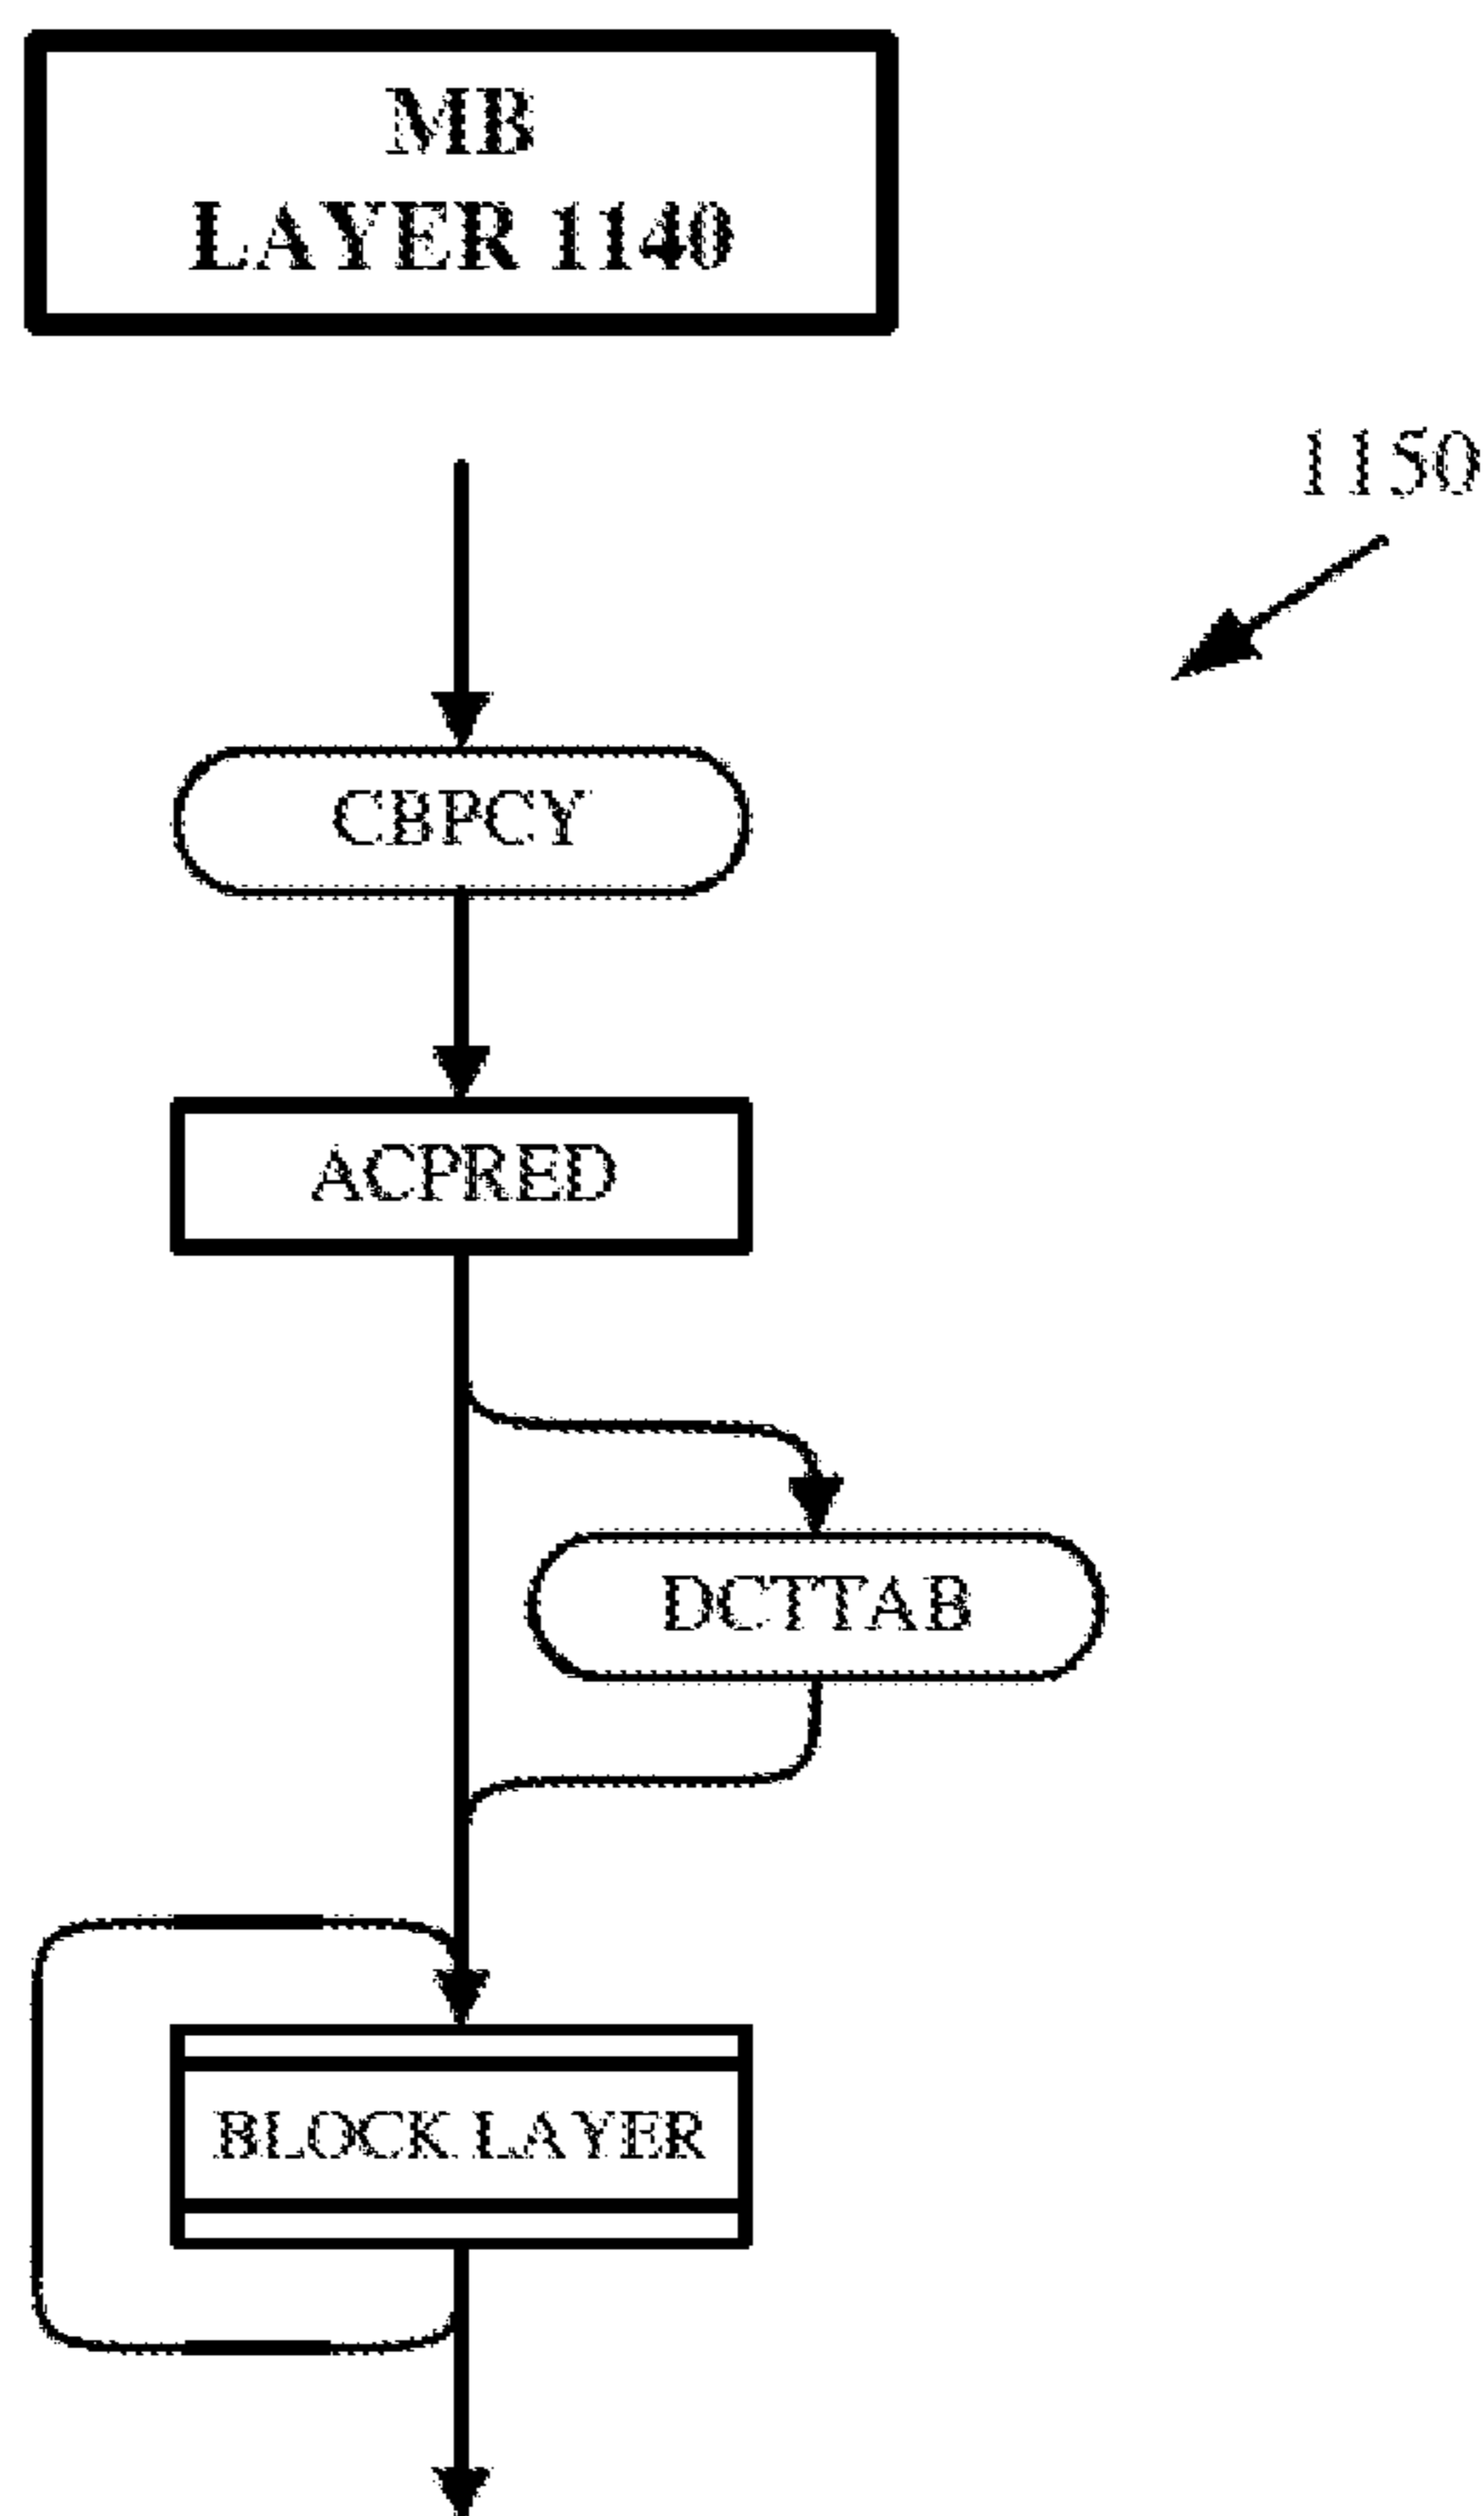 MB
LAYER 1140
1150
CBPCY
ACPRED
DCTTAB
BLOCK LAYER